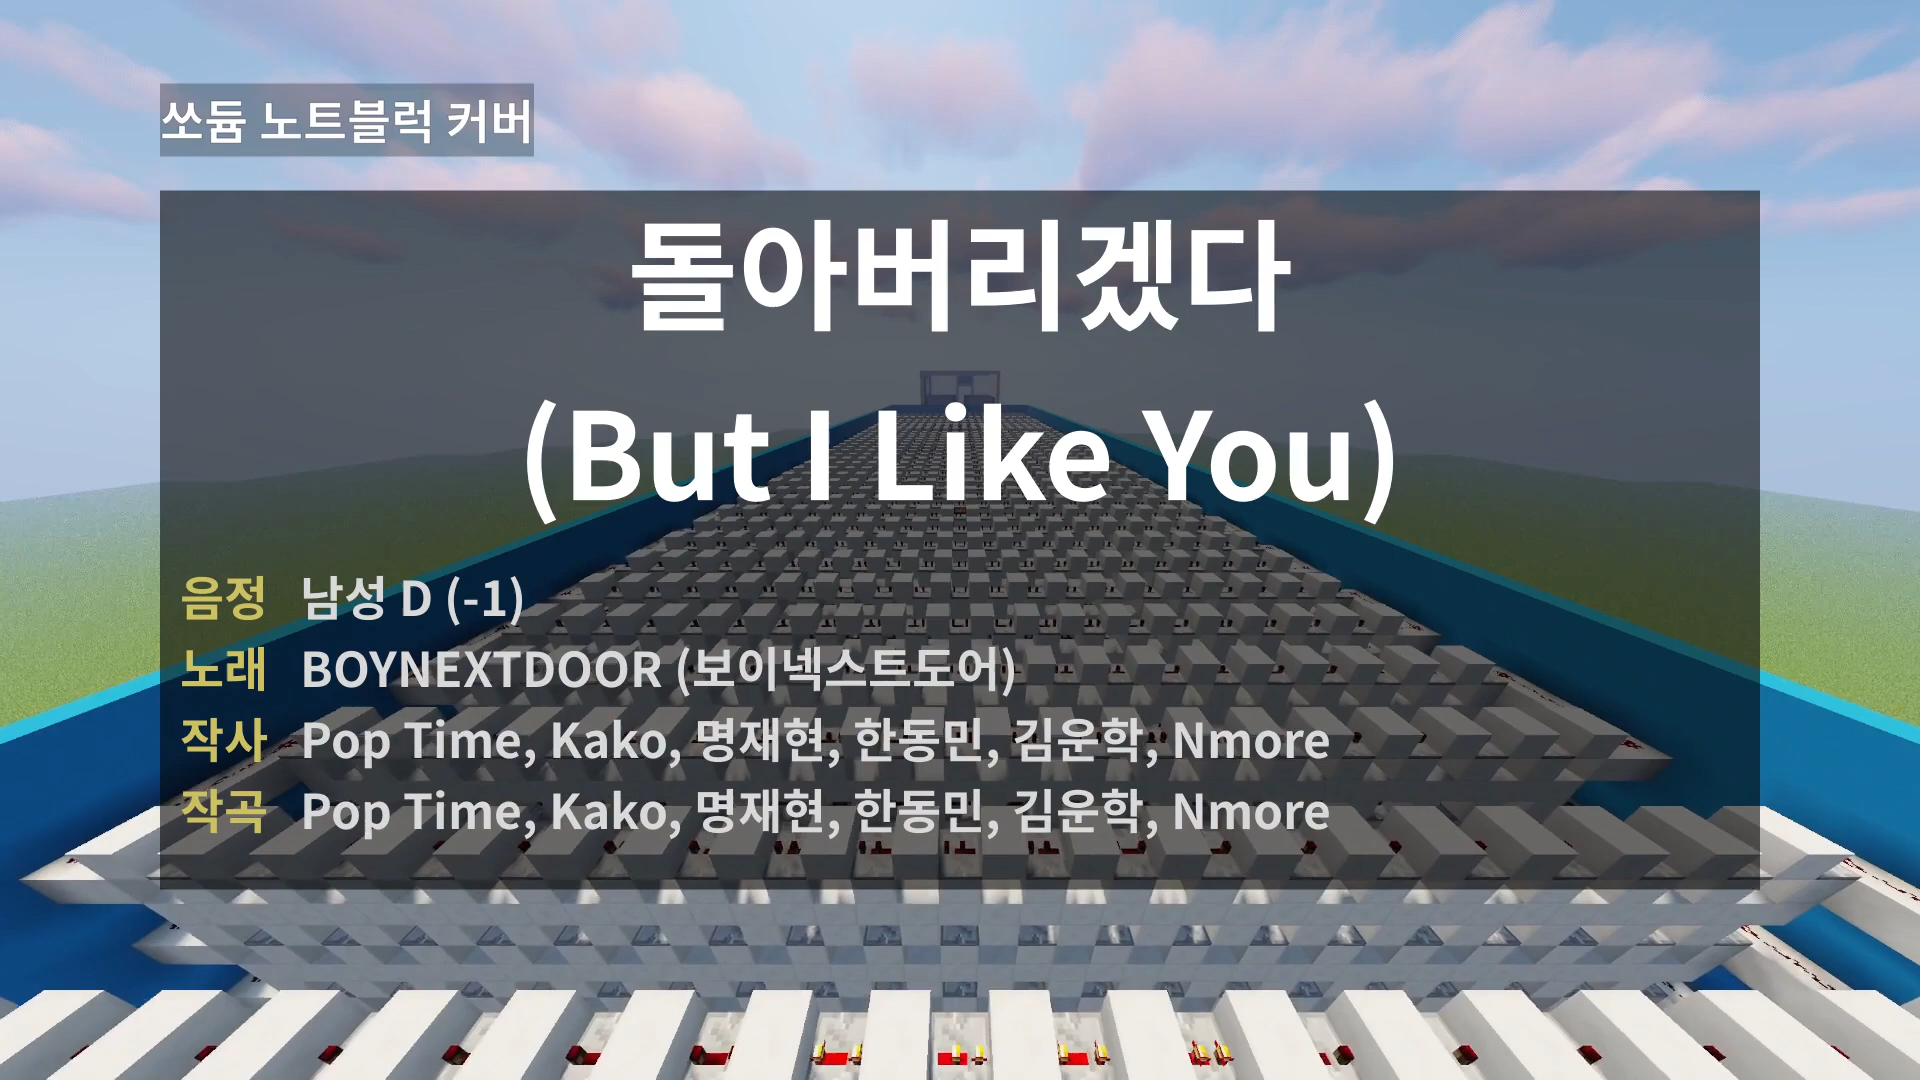 쏘듐 노트블럭 커버
돌아버리겠다
(But I Like You)
음정 남성 D (-1)
노래 BOYNEXTDOOR (보이넥스트도어)
작사 Pop Time, Kako, 명재현, 한동민, 김운학, Nmore
작곡 Pop Time, Kako, 명재현, 한동민, 김운학, Nmore